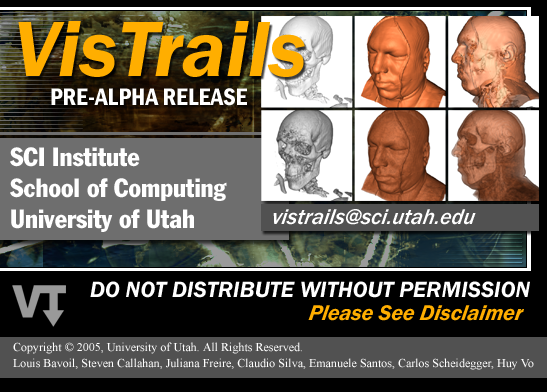 VisTrails
PRE-ALPHA RELEASE
SCI Institute
School of Computing
University of Utah
vistrails@sci.utah.edu
VT
DO NOT DISTRIBUTE WITHOUT PERMISSION
Please See Disclaimer
Copyright © 2005, University of Utah. All Rights Reserved.
Louis Bavoil, Steven Callahan, Juliana Freire, Claudio Silva, Emanuele Santos, Carlos Scheidegger, Huy Vo